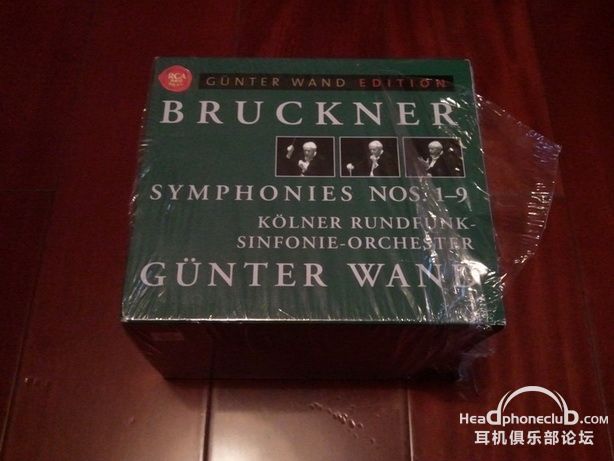 RCA
GÜNTER WAND EDITION
BRUCKNER
SYMPHONIES NOS. 1–9
KÖLNER RUNDFUNK-
SINFONIE-ORCHESTER
GÜNTER WAND
HeadphonecluD.com
耳机俱乐部论坛